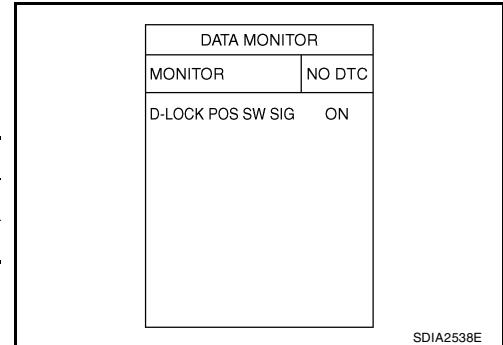 DATA MONITOR
MONITOR NO DTC
D-LOCK POS SW SIG ON
SDIA2538E